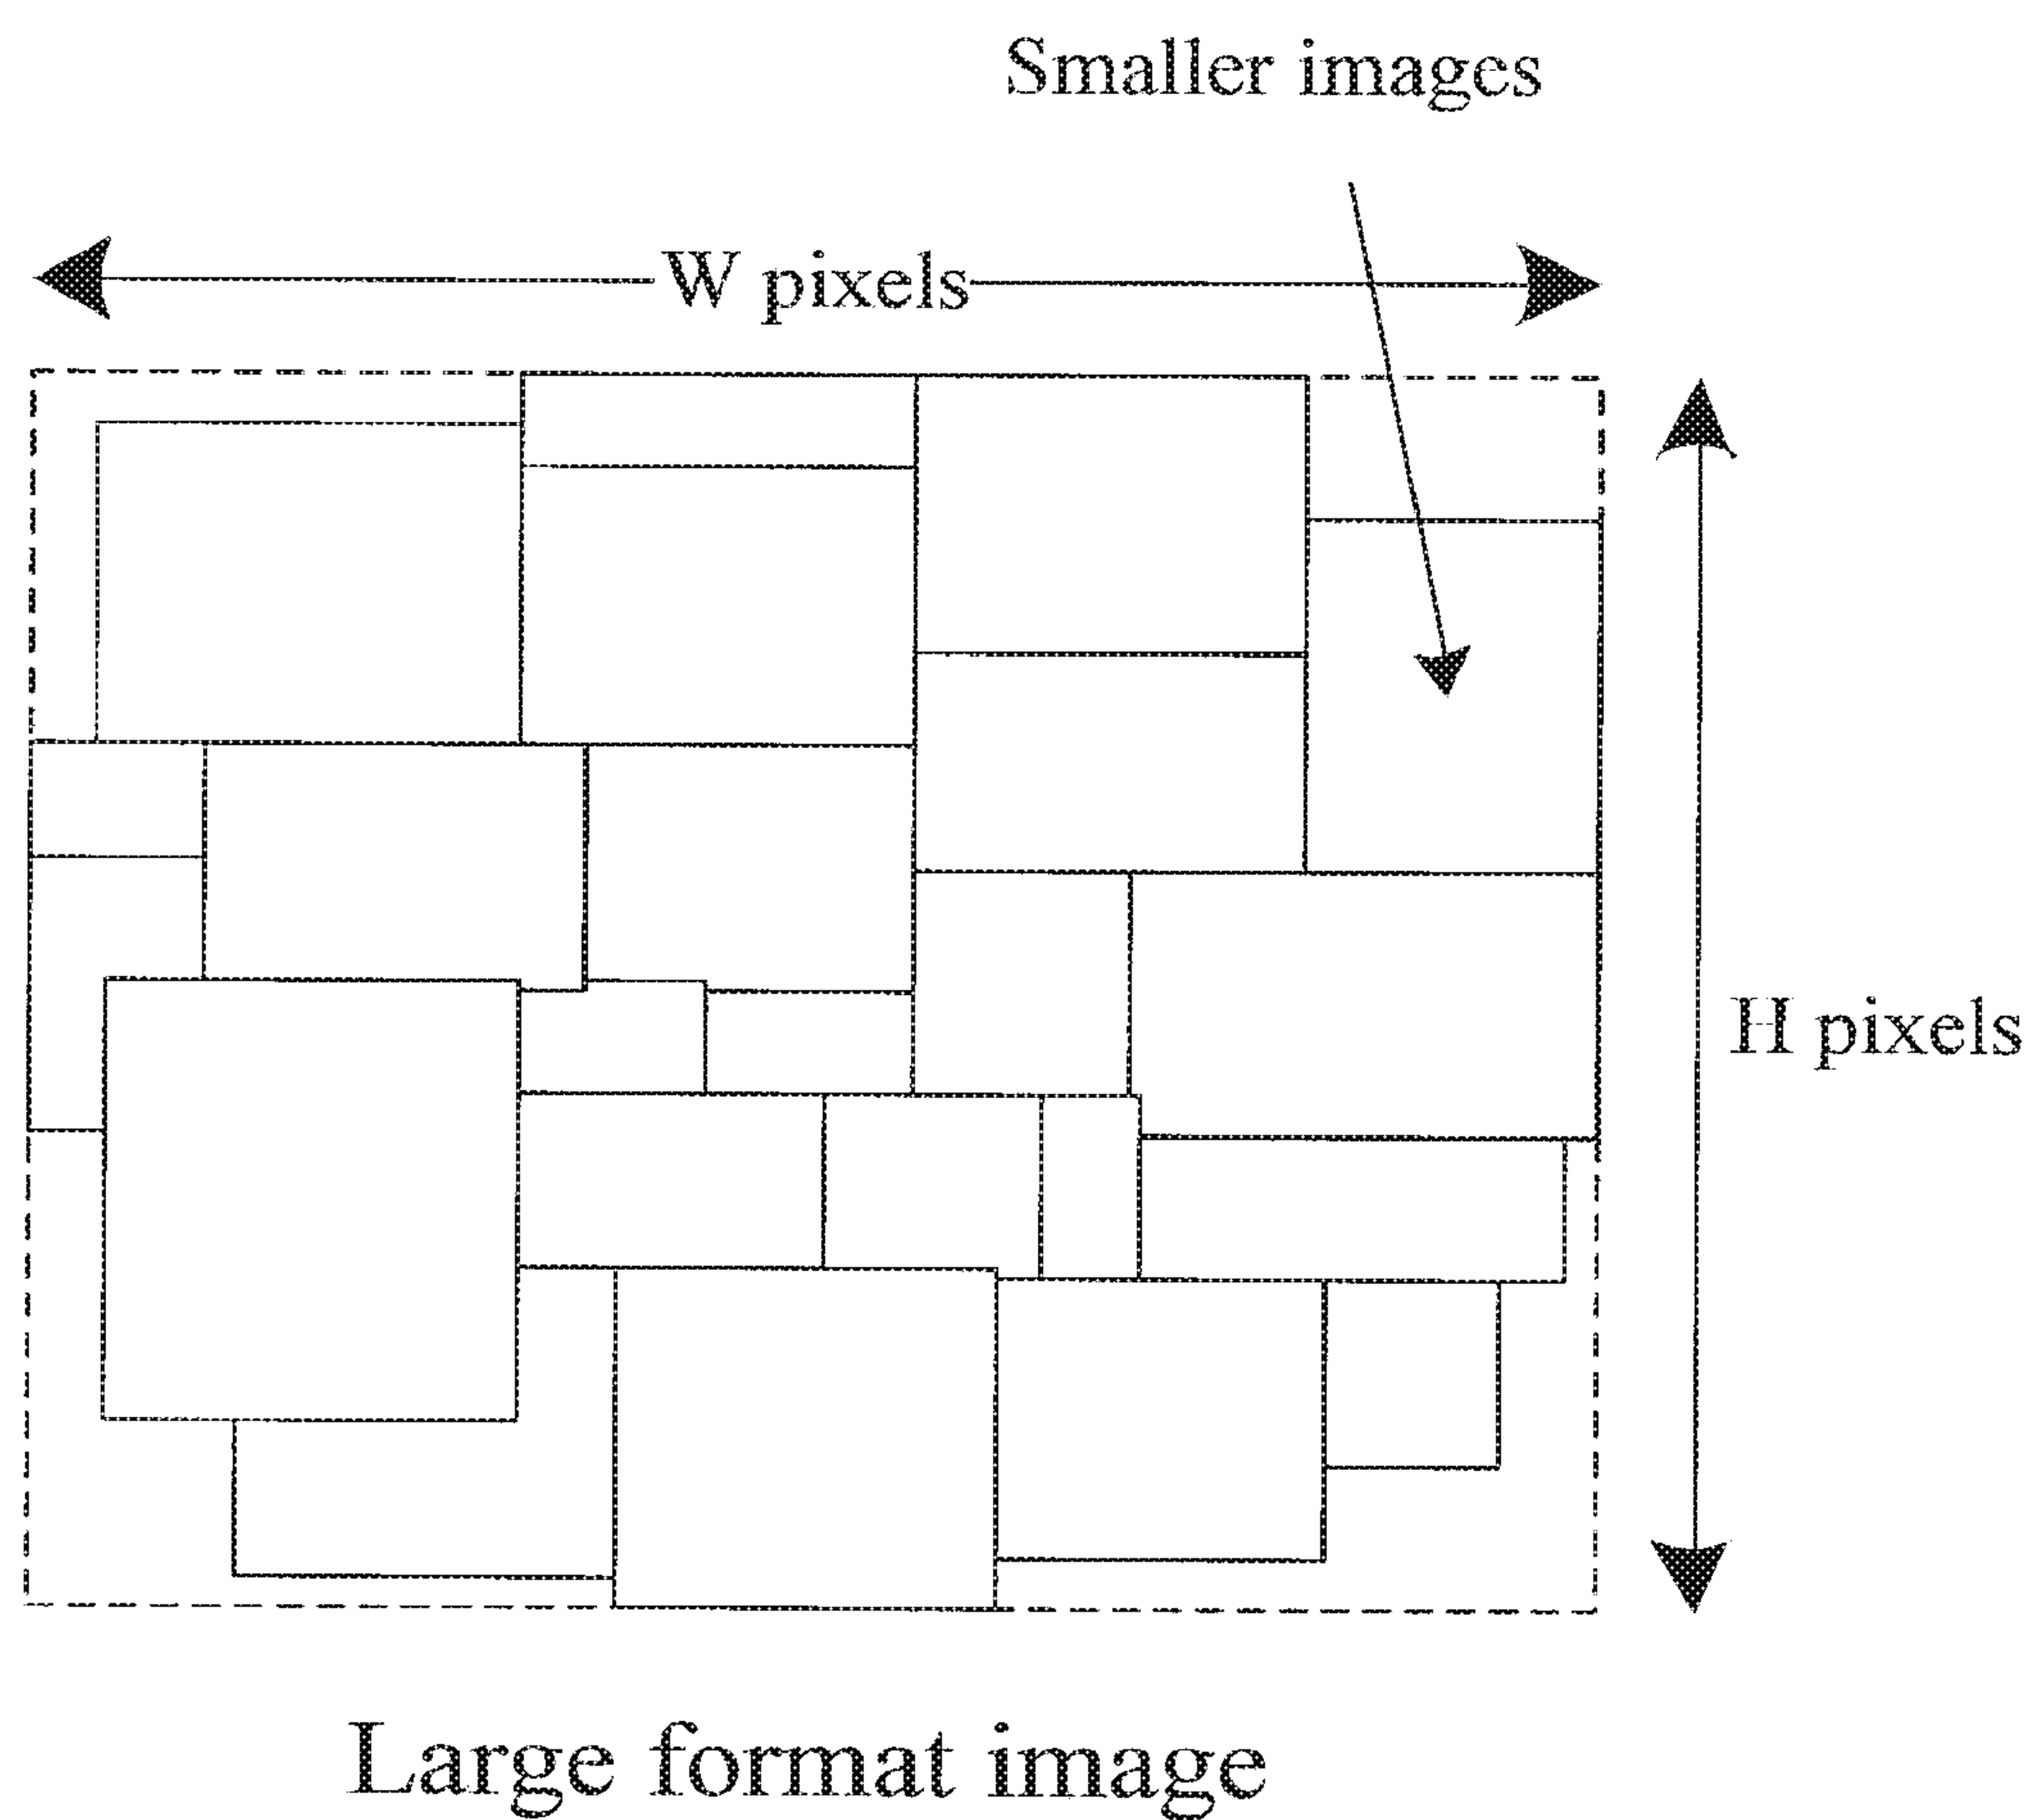 Smaller images
W pixels
H pixels
Large format image